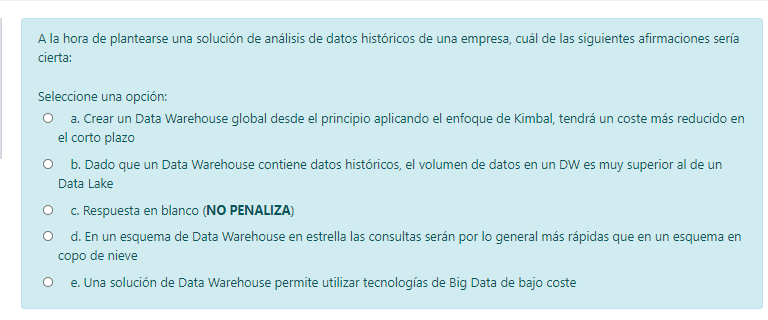 A la hora de plantearse una solución de análisis de datos históricos de una empresa, cuál de las siguientes afirmaciones sería
cierta:
Seleccione una opción:
a. Crear un Data Warehouse global desde el principio aplicando el enfoque de Kimbal, tendrá un coste más reducido en
el corto plazo
b. Dado que un Data Warehouse contiene datos históricos, el volumen de datos en un DW es muy superior al de un
Data Lake
c. Respuesta en blanco (NO PENALIZA)
d. En un esquema de Data Warehouse en estrella las consultas serán por lo general más rápidas que en un esquema en
copo de nieve
e. Una solución de Data Warehouse permite utilizar tecnologías de Big Data de bajo coste